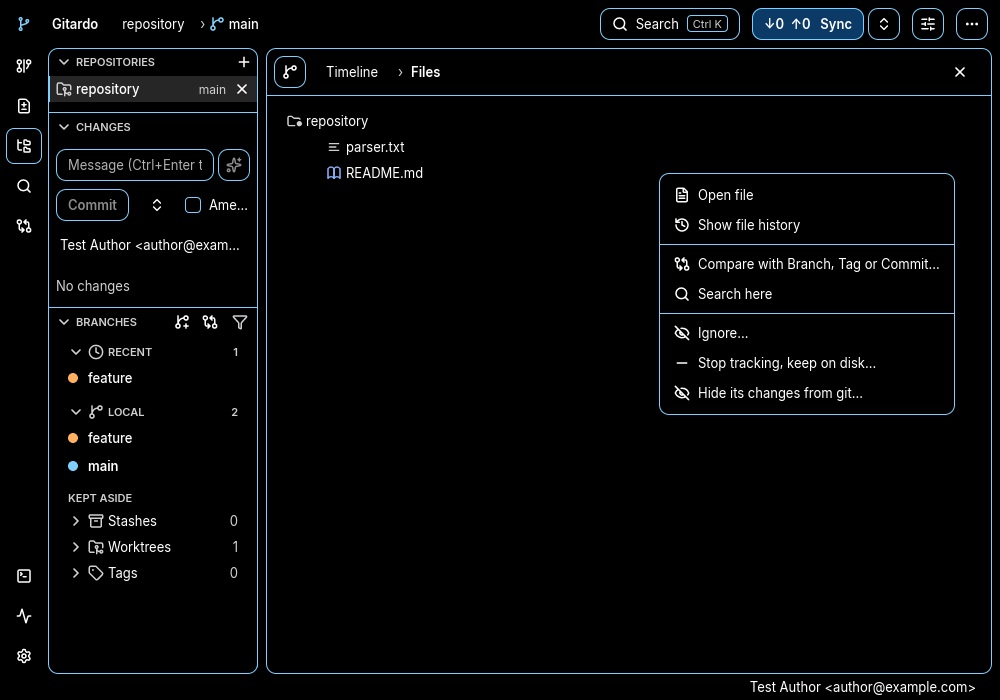 Gitardo repository › main Search Ctrl K ↓0 ↑0 Sync
REPOSITORIES
repository main
CHANGES
Message (Ctrl+Enter t
Commit Ame...
Test Author <author@exam...
No changes
BRANCHES
RECENT 1
feature
LOCAL 2
feature
main
KEPT ASIDE
Stashes 0
Worktrees 1
Tags 0
Timeline › Files
repository
parser.txt
README.md
Open file
Show file history
Compare with Branch, Tag or Commit...
Search here
Ignore...
Stop tracking, keep on disk...
Hide its changes from git...
Test Author <author@example.com>